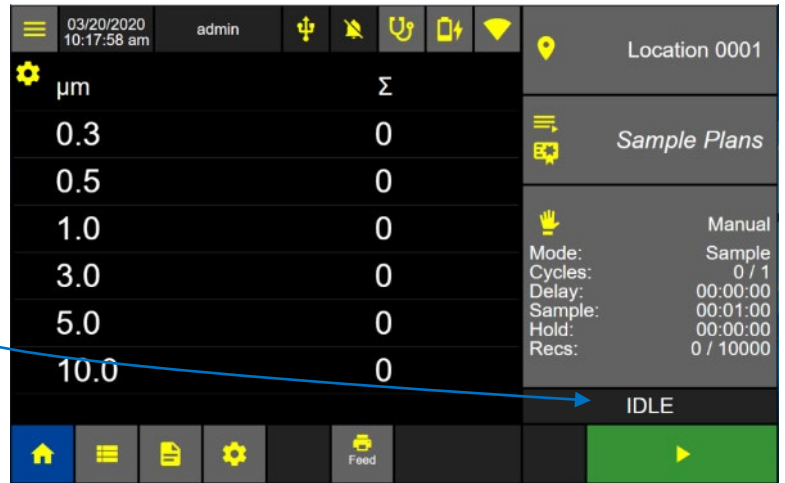 03/20/2020
10:17:58 am
admin
Location 0001
µm Σ
0.3 0
0.5 0
1.0 0
3.0 0
5.0 0
10.0 0
Sample Plans
Manual
Mode: Sample
Cycles: 0 / 1
Delay: 00:00:00
Sample: 00:01:00
Hold: 00:00:00
Recs: 0 / 10000
IDLE
Feed